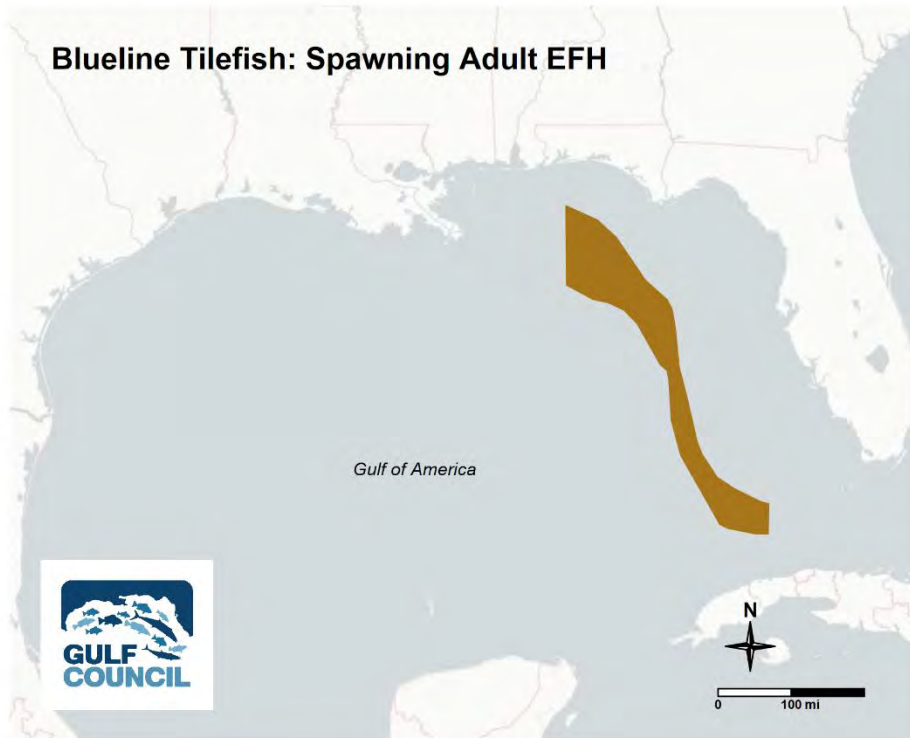 Blueline Tilefish: Spawning Adult EFH
Gulf of America
GULF
COUNCIL
N
0 100 mi